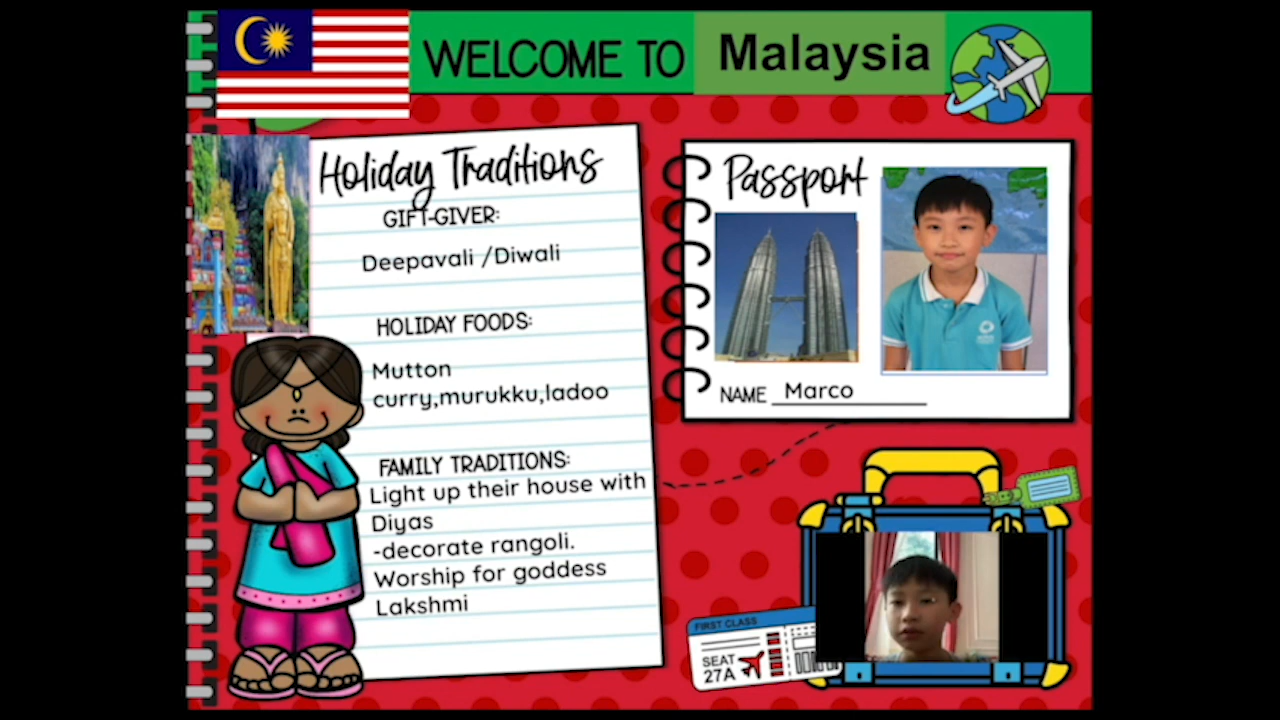 WELCOME TO Malaysia
Holiday Traditions
GIFT-GIVER:
Deepavali /Diwali
HOLIDAY FOODS:
Mutton
curry,murukku,ladoo
FAMILY TRADITIONS:
Light up their house with
Diyas
-decorate rangoli.
Worship for goddess
Lakshmi
Passport
NAME Marco
FIRST CLASS
SEAT
27A